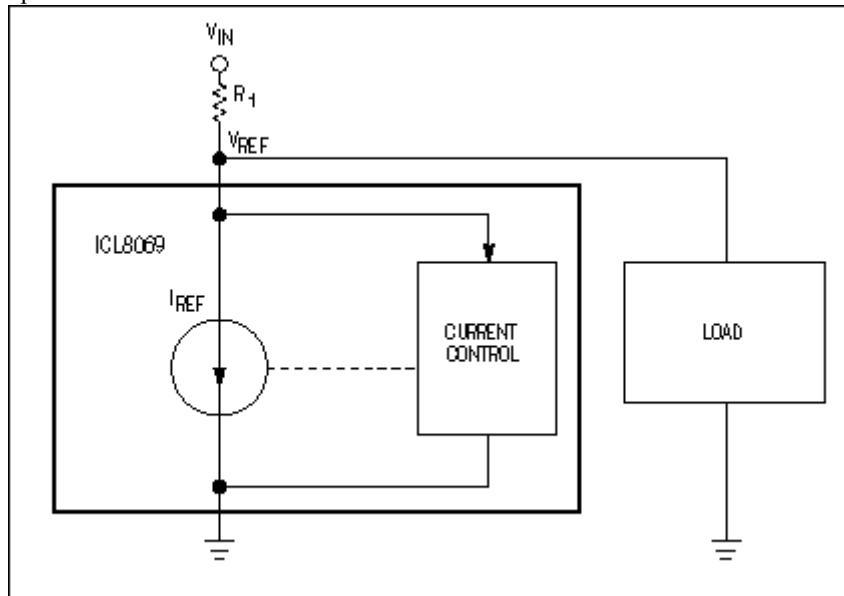 VIN
R1
VREF
ICL8069
IREF
CURRENT
CONTROL
LOAD